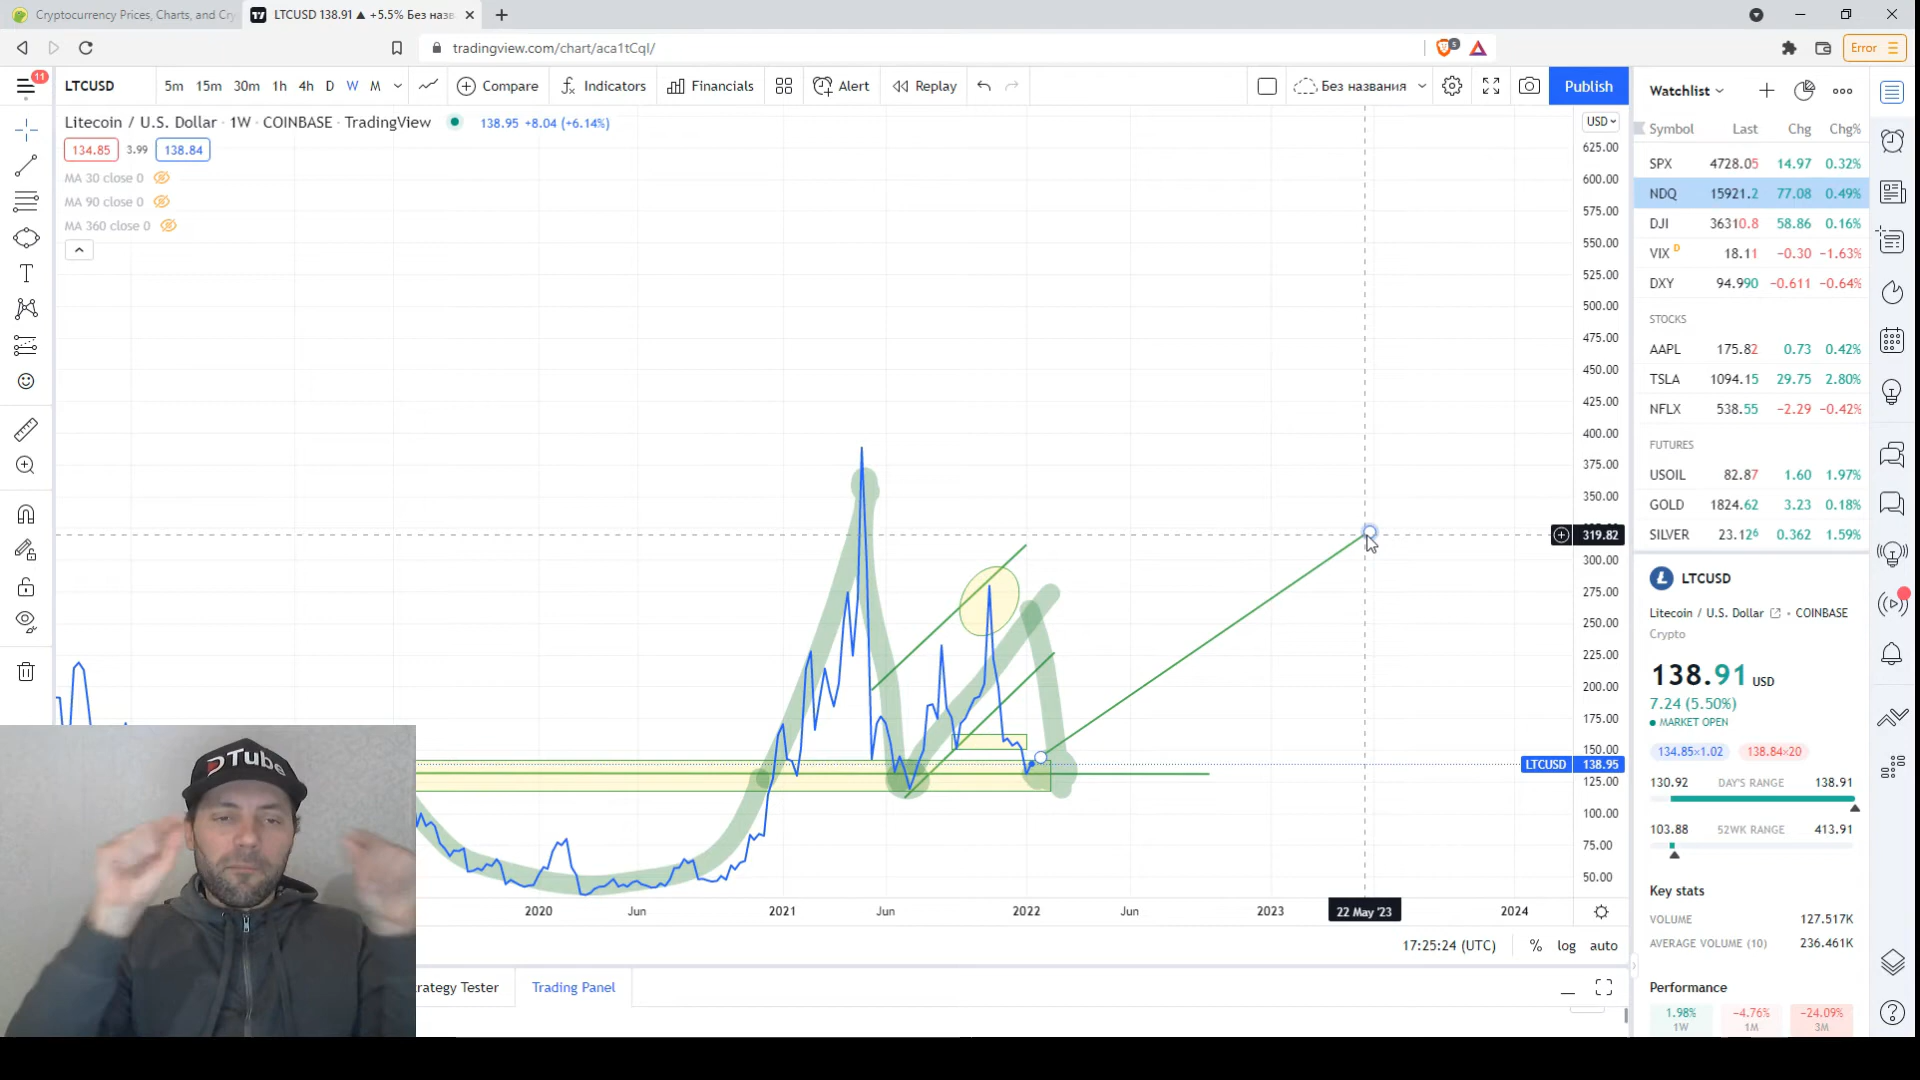 Cryptocurrency Prices, Charts, and Cry
LTCUSD 138.91 ▲ +5.5% Без назв
tradingview.com/chart/aca1tCqI/
5
Error
11
LTCUSD 5m 15m 30m 1h 4h D W M Compare Indicators Financials Alert Replay Без названия Publish
Litecoin / U.S. Dollar · 1W · COINBASE · TradingView 138.95 +8.04 (+6.14%)
134.85 3.99 138.84
MA 30 close 0
MA 90 close 0
MA 360 close 0
USD
625.00
600.00
575.00
550.00
525.00
500.00
475.00
450.00
425.00
400.00
375.00
350.00
319.82
300.00
275.00
250.00
225.00
200.00
175.00
150.00
LTCUSD 138.95
125.00
100.00
75.00
50.00
2020 Jun 2021 Jun 2022 Jun 2023 22 May '23 2024
17:25:24 (UTC) % log auto
rategy Tester Trading Panel
DTube
Watchlist
Symbol Last Chg Chg%
SPX 4728.05 14.97 0.32%
NDQ 15921.2 77.08 0.49%
DJI 36310.8 58.86 0.16%
VIX D 18.11 −0.30 −1.63%
DXY 94.990 −0.611 −0.64%
STOCKS
AAPL 175.82 0.73 0.42%
TSLA 1094.15 29.75 2.80%
NFLX 538.55 −2.29 −0.42%
FUTURES
USOIL 82.87 1.60 1.97%
GOLD 1824.62 3.23 0.18%
SILVER 23.126 0.362 1.59%
LTCUSD
Litecoin / U.S. Dollar · COINBASE
Crypto
138.91 USD
7.24 (5.50%)
MARKET OPEN
134.85×1.02 138.84×20
130.92 DAY'S RANGE 138.91
103.88 52WK RANGE 413.91
Key stats
VOLUME 127.517K
AVERAGE VOLUME (10) 236.461K
Performance
1.98% −4.76% −24.09%
1W 1M 3M